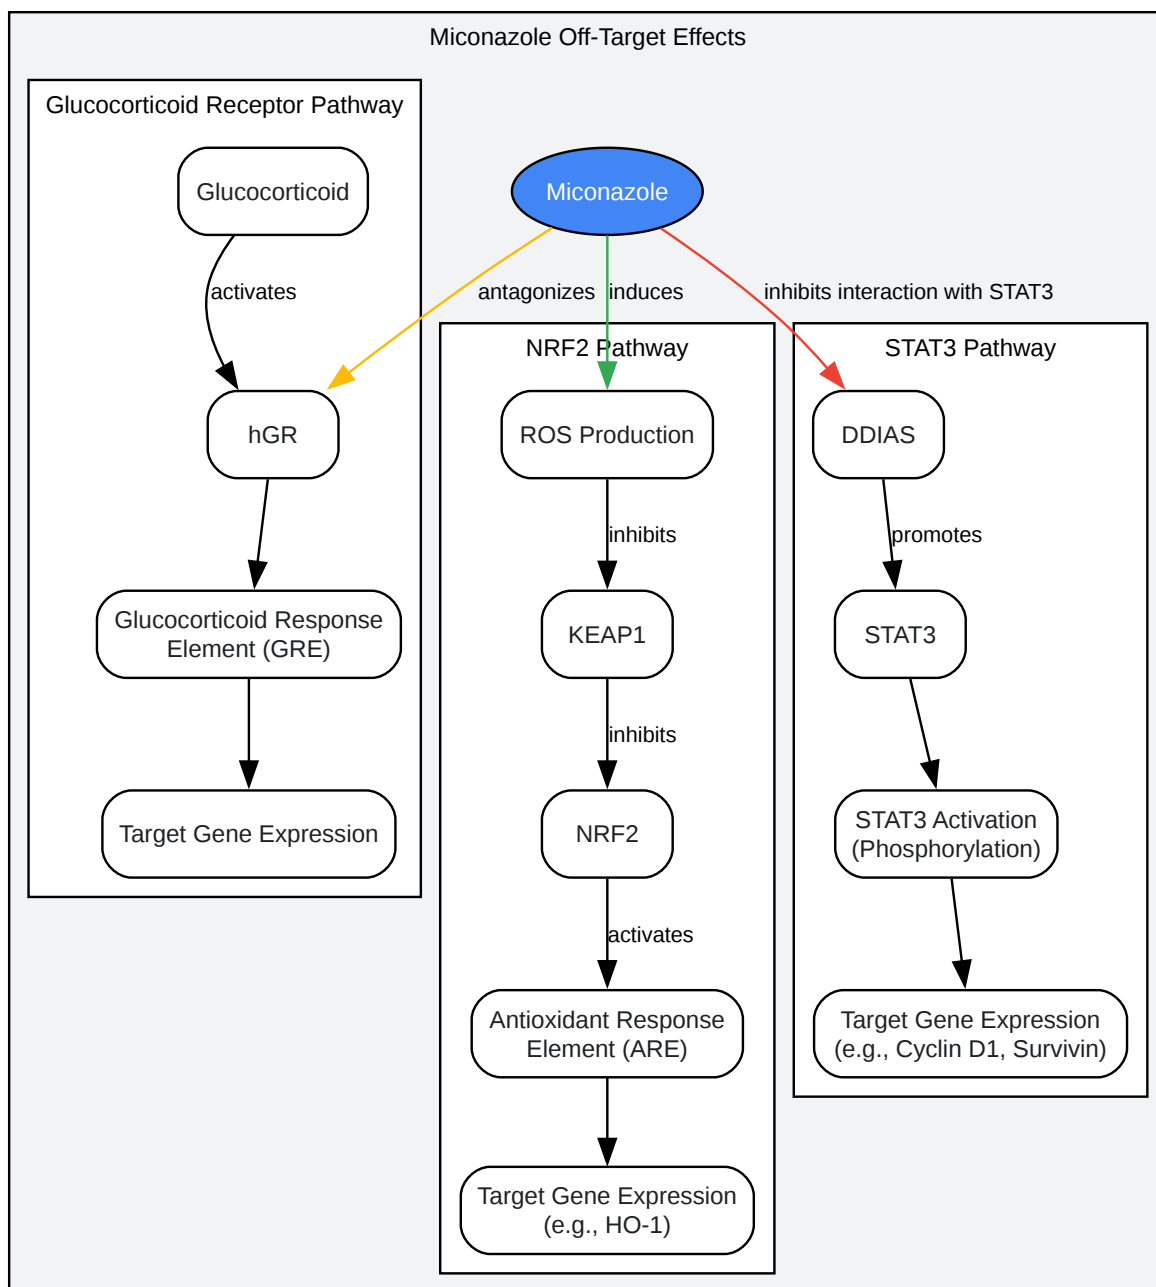 Miconazole Off-Target Effects
Glucocorticoid Receptor Pathway
Glucocorticoid
Miconazole
activates
antagonizes
induces
inhibits interaction with STAT3
NRF2 Pathway
STAT3 Pathway
hGR
ROS Production
DDIAS
inhibits
promotes
Glucocorticoid Response
Element (GRE)
KEAP1
STAT3
inhibits
Target Gene Expression
NRF2
STAT3 Activation
(Phosphorylation)
activates
Antioxidant Response
Element (ARE)
Target Gene Expression
(e.g., Cyclin D1, Survivin)
Target Gene Expression
(e.g., HO-1)